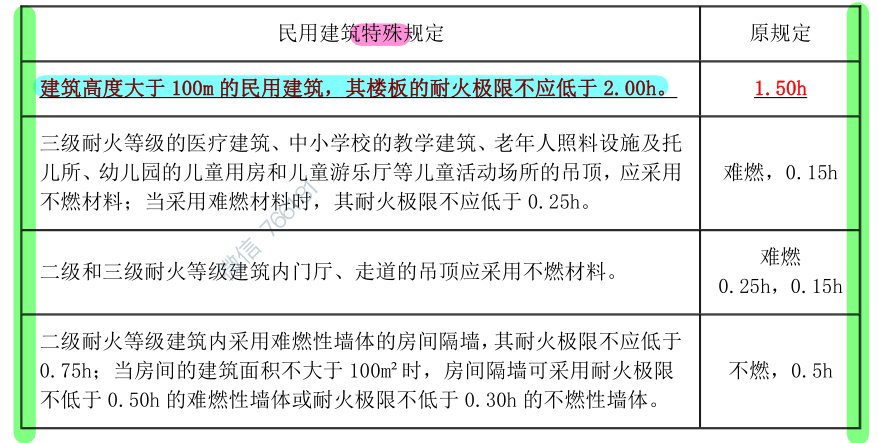 民用建筑特殊规定 原规定
建筑高度大于 100m 的民用建筑，其楼板的耐火极限不应低于 2.00h。 1.50h
三级耐火等级的医疗建筑、中小学校的教学建筑、老年人照料设施及托
儿所、幼儿园的儿童用房和儿童游乐厅等儿童活动场所的吊顶，应采用
不燃材料；当采用难燃材料时，其耐火极限不应低于 0.25h。
难燃，0.15h
二级和三级耐火等级建筑内门厅、走道的吊顶应采用不燃材料。
难燃
0.25h，0.15h
二级耐火等级建筑内采用难燃性墙体的房间隔墙，其耐火极限不应低于
0.75h；当房间的建筑面积不大于 100m²时，房间隔墙可采用耐火极限
不低于 0.50h 的难燃性墙体或耐火极限不低于 0.30h 的不燃性墙体。
不燃，0.5h
微信